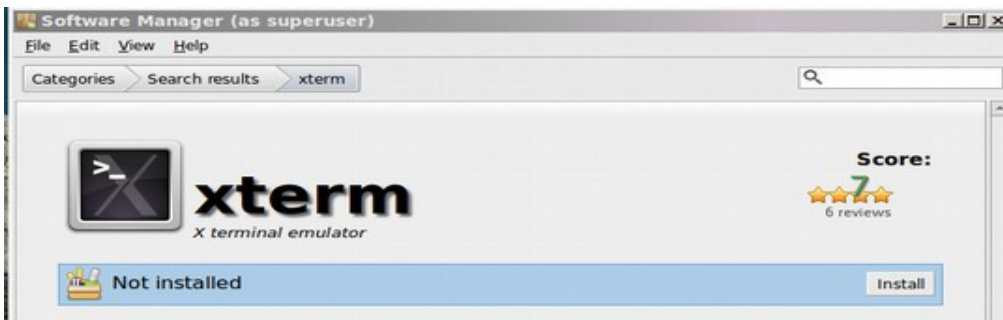 Software Manager (as superuser)
File Edit View Help
Categories Search results xterm
Score:
7
6 reviews
>_
xterm
X terminal emulator
Not installed Install